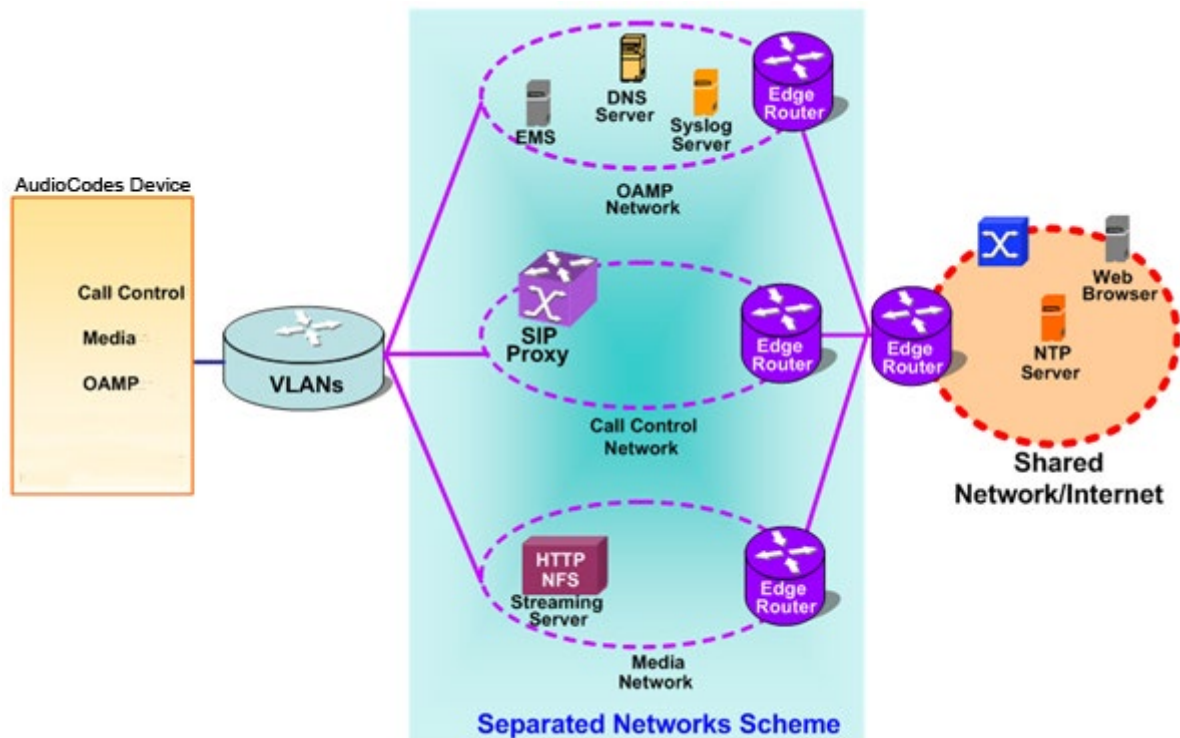 AudioCodes Device
Call Control
Media
OAMP
VLANs
EMS
DNS
Server
Syslog
Server
Edge
Router
OAMP
Network
SIP
Proxy
Edge
Router
Call Control
Network
HTTP
NFS
Streaming
Server
Edge
Router
Media
Network
Separated Networks Scheme
Edge
Router
Web
Browser
NTP
Server
Shared
Network/Internet